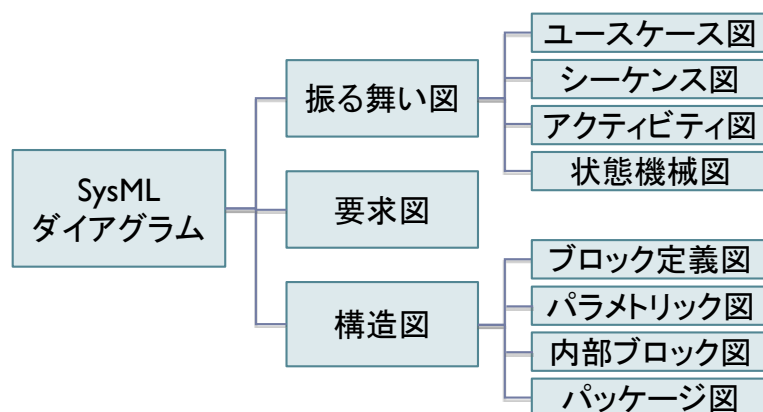 SysML
ダイアグラム
振る舞い図
ユースケース図
シーケンス図
アクティビティ図
状態機械図
要求図
構造図
ブロック定義図
パラメトリック図
内部ブロック図
パッケージ図